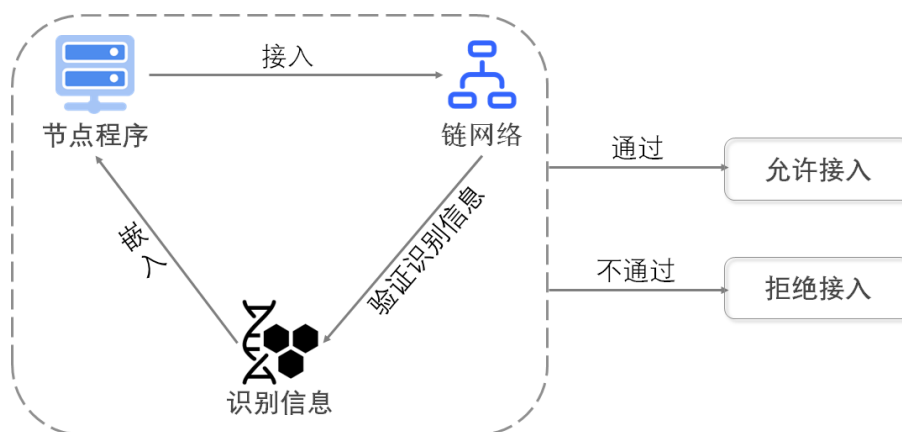 接入
节点程序
链网络
通过
允许接入
嵌入
验证识别信息
不通过
拒绝接入
识别信息